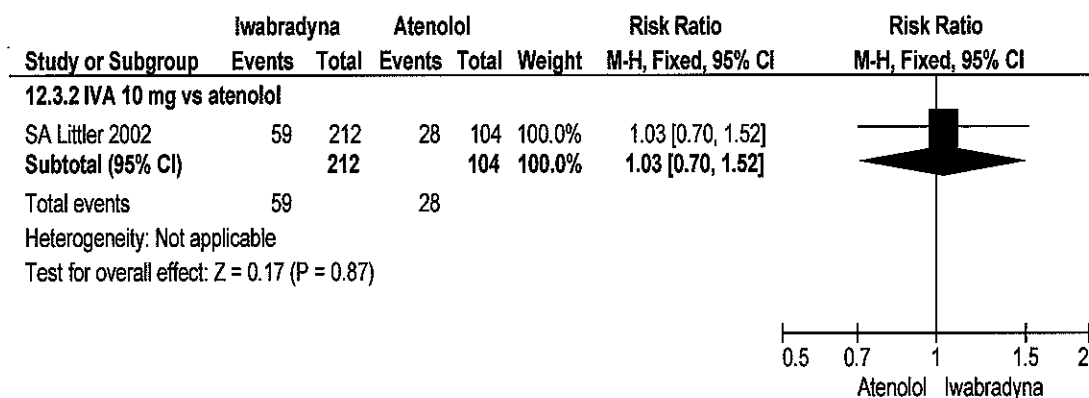 Iwabradyna Atenolol Risk Ratio Risk Ratio
Study or Subgroup Events Total Events Total Weight M-H, Fixed, 95% CI M-H, Fixed, 95% CI
12.3.2 IVA 10 mg vs atenolol
SA Littler 2002 59 212 28 104 100.0% 1.03 [0.70, 1.52]
Subtotal (95% CI) 212 104 100.0% 1.03 [0.70, 1.52]
Total events 59 28
Heterogeneity: Not applicable
Test for overall effect: Z = 0.17 (P = 0.87)
0.5 0.7 1 1.5 2
Atenolol Iwabradyna